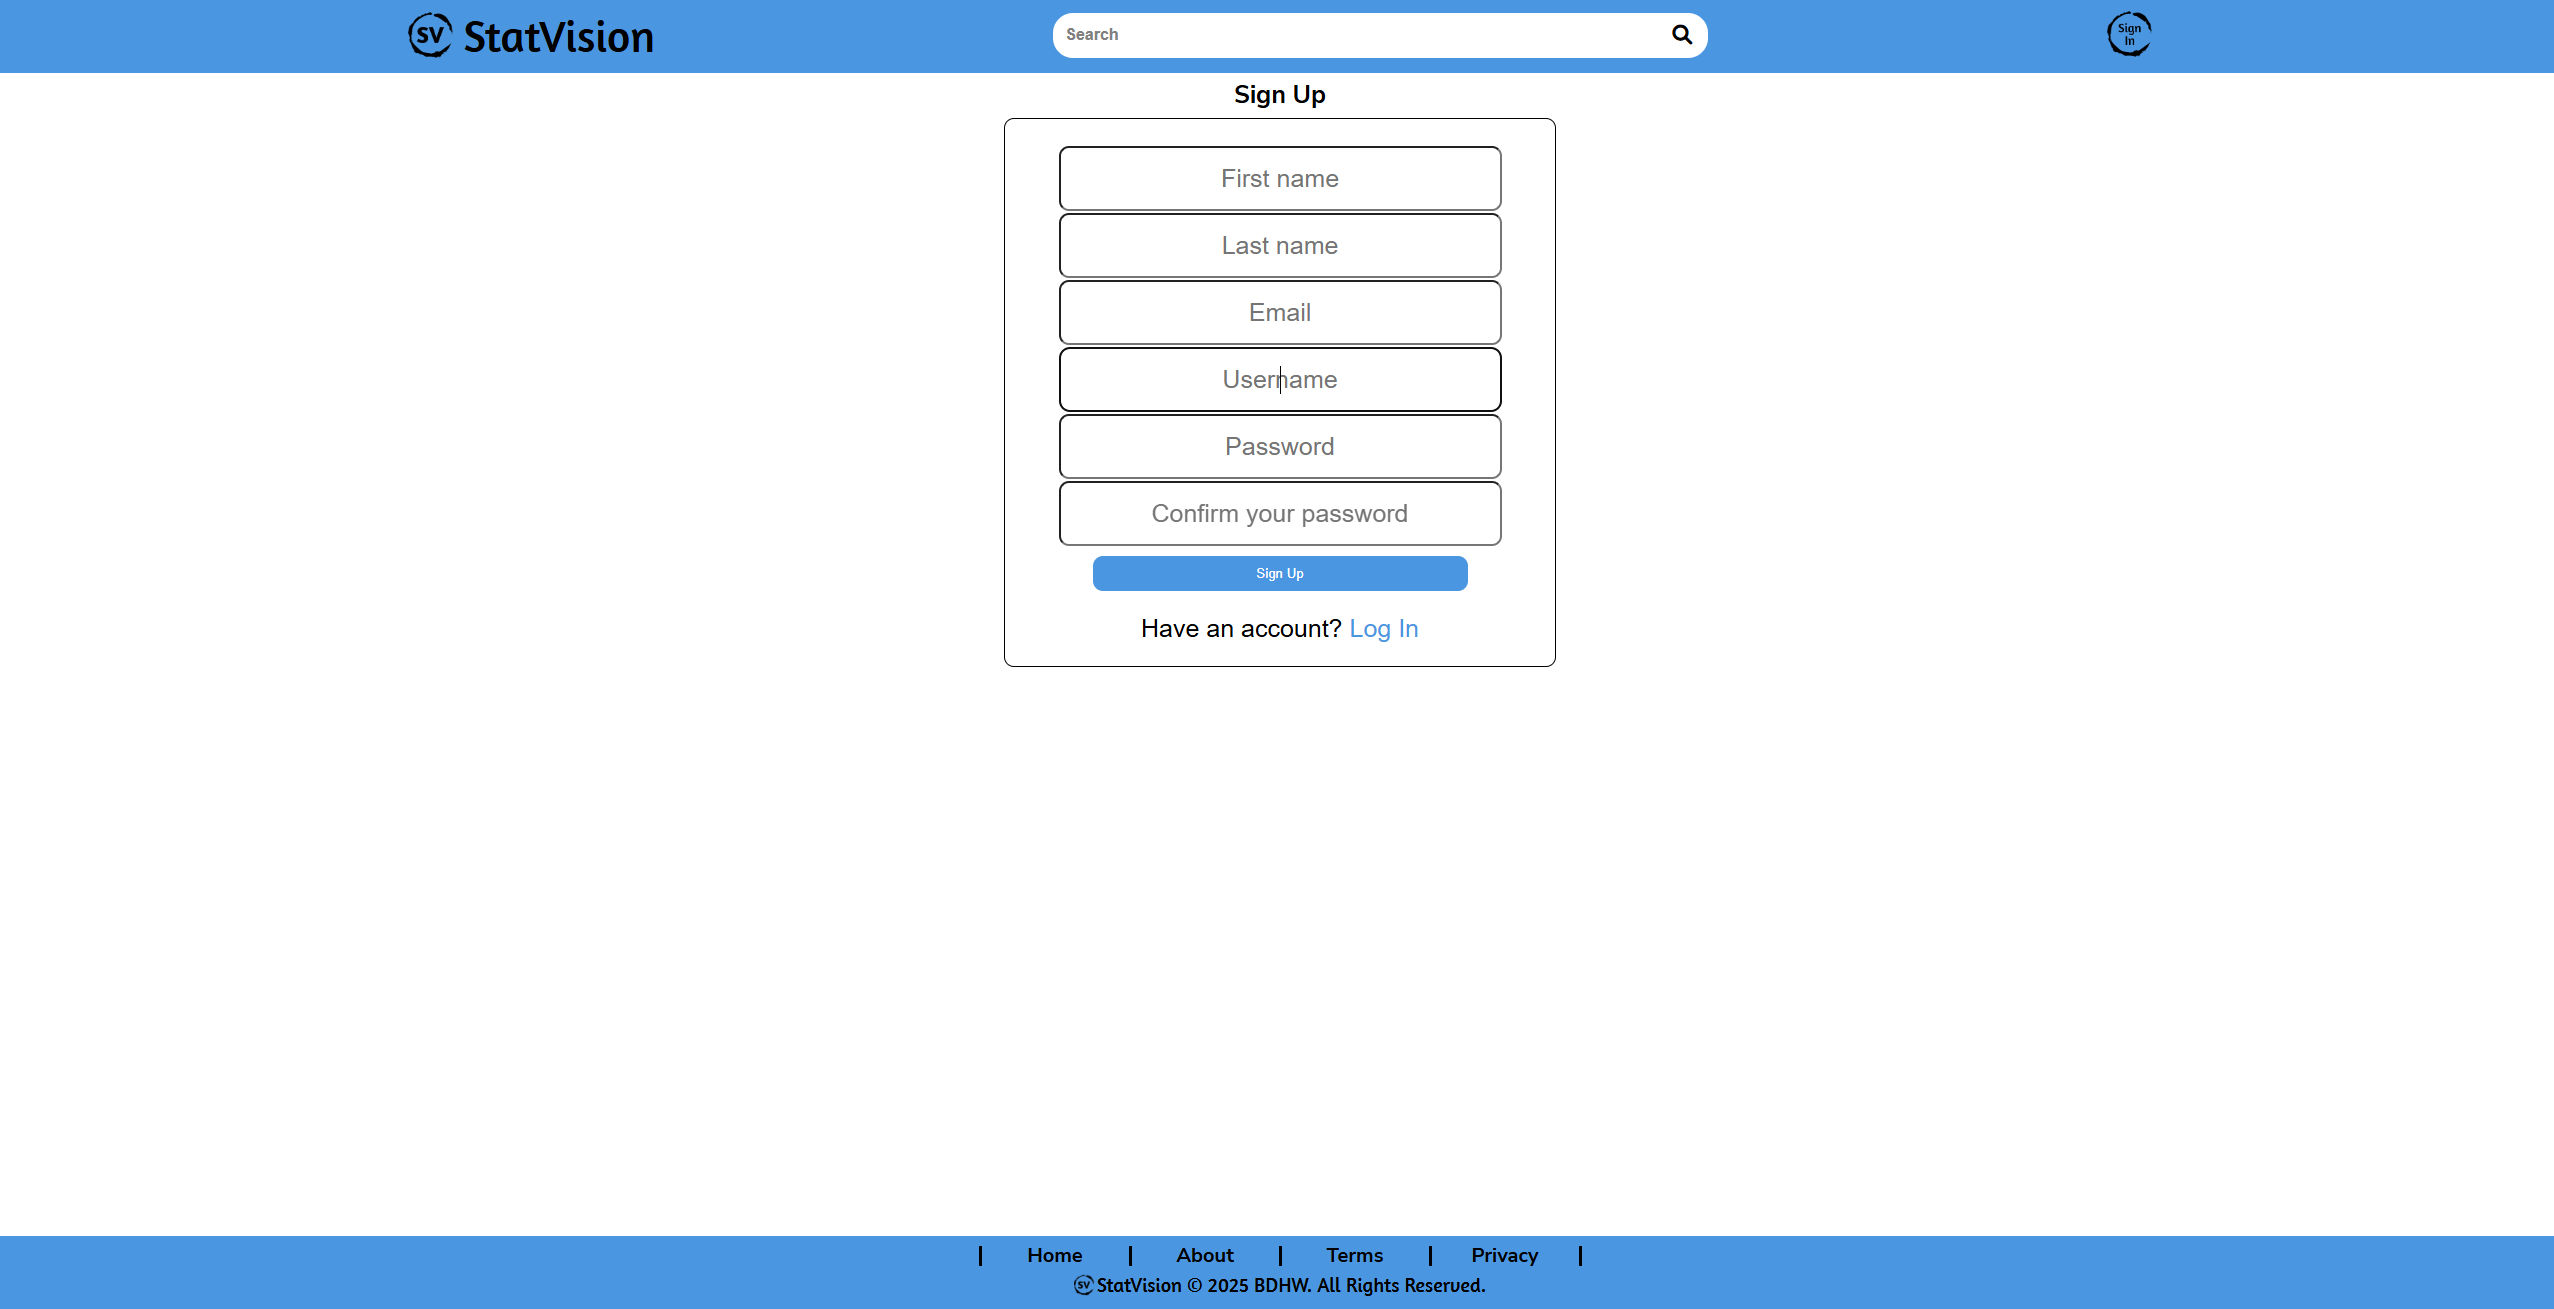 SV StatVision
Search
Sign
In
Sign Up
First name
Last name
Email
Username
Password
Confirm your password
Sign Up
Have an account? Log In
| Home | About | Terms | Privacy |
SV StatVision © 2025 BDHW. All Rights Reserved.